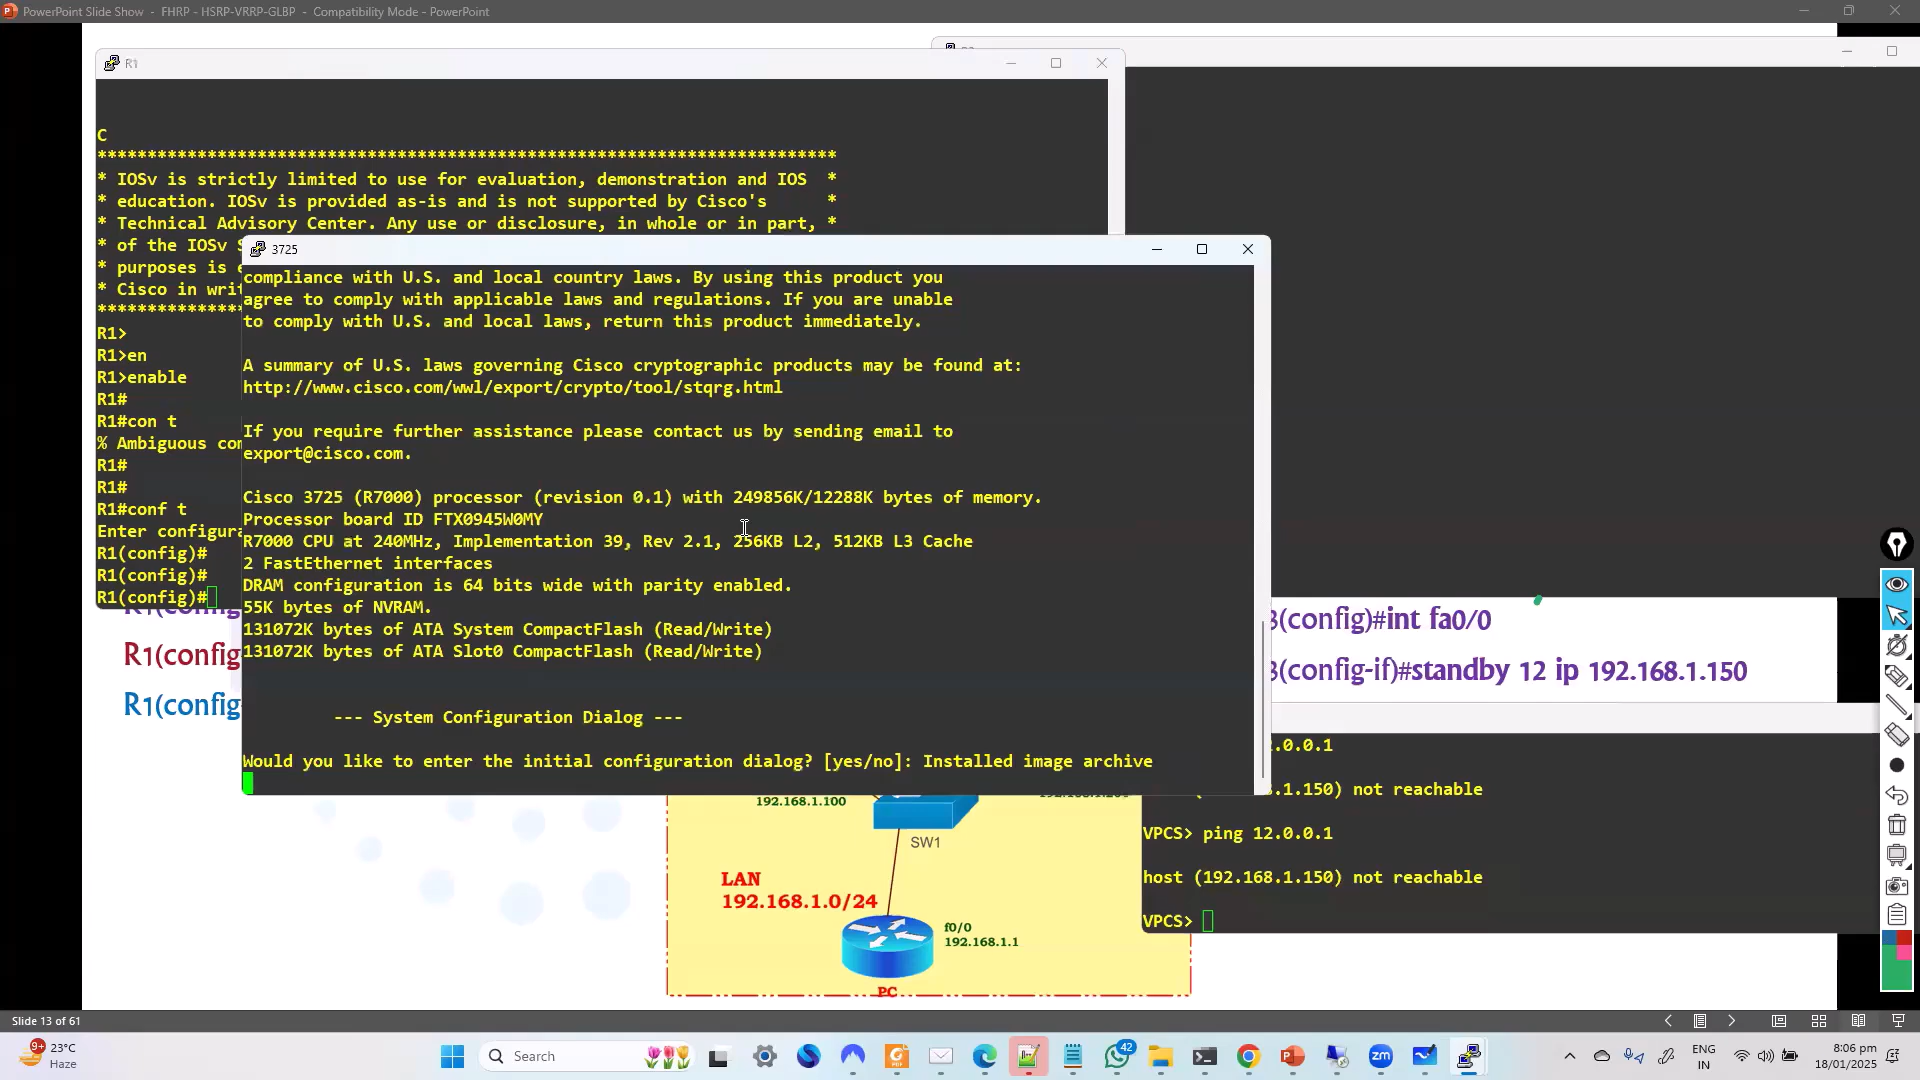 PowerPoint Slide Show - FHRP - HSRP-VRRP-GLBP - Compatibility Mode - PowerPoint
R1
C
**************************************************************************
* IOSv is strictly limited to use for evaluation, demonstration and IOS *
* education. IOSv is provided as-is and is not supported by Cisco's *
* Technical Advisory Center. Any use or disclosure, in whole or in part, *
* of the IOSv S
* purposes is e
* Cisco in writ
R1>
R1>en
R1>enable
R1#
R1#con t
% Ambiguous com
R1#
R1#
R1#conf t
Enter configura
R1(config)#
R1(config)#
R1(config)#
R1(config
R1(config
3725
compliance with U.S. and local country laws. By using this product you
agree to comply with applicable laws and regulations. If you are unable
to comply with U.S. and local laws, return this product immediately.
A summary of U.S. laws governing Cisco cryptographic products may be found at:
http://www.cisco.com/wwl/export/crypto/tool/stqrg.html
If you require further assistance please contact us by sending email to
export@cisco.com.
Cisco 3725 (R7000) processor (revision 0.1) with 249856K/12288K bytes of memory.
Processor board ID FTX0945W0MY
R7000 CPU at 240MHz, Implementation 39, Rev 2.1, 256KB L2, 512KB L3 Cache
2 FastEthernet interfaces
DRAM configuration is 64 bits wide with parity enabled.
55K bytes of NVRAM.
131072K bytes of ATA System CompactFlash (Read/Write)
131072K bytes of ATA Slot0 CompactFlash (Read/Write)
--- System Configuration Dialog ---
Would you like to enter the initial configuration dialog? [yes/no]: Installed image archive
3(config)#int fa0/0
3(config-if)#standby 12 ip 192.168.1.150
.0.0.1
.1.150) not reachable
VPCS> ping 12.0.0.1
host (192.168.1.150) not reachable
VPCS>
192.168.1.100
SW1
LAN
192.168.1.0/24
f0/0
192.168.1.1
PC
Slide 13 of 61
9+
23°C
Haze
Search
42
zm
ENG
IN
8:06 pm
18/01/2025